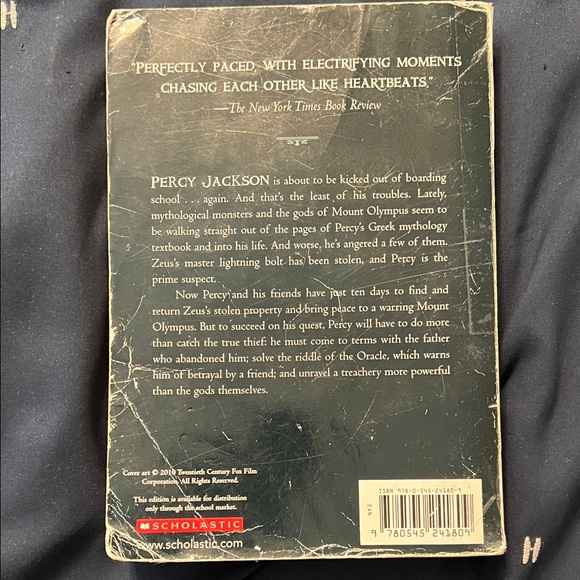 "PERFECTLY PACED, WITH ELECTRIFYING MOMENTS
CHASING EACH OTHER LIKE HEARTBEATS."
—The New York Times Book Review
PERCY JACKSON is about to be kicked out of boarding
school . . . again. And that's the least of his troubles. Lately,
mythological monsters and the gods of Mount Olympus seem to
be walking straight out of the pages of Percy's Greek mythology
textbook and into his life. And worse, he's angered a few of them.
Zeus's master lightning bolt has been stolen, and Percy is the
prime suspect.
Now Percy and his friends have just ten days to find and
return Zeus's stolen property and bring peace to a warring Mount
Olympus. But to succeed on his quest, Percy will have to do more
than catch the true thief: he must come to terms with the father
who abandoned him; solve the riddle of the Oracle, which warns
him of betrayal by a friend; and unravel a treachery more powerful
than the gods themselves.
Cover art © 2010 Twentieth Century Fox Film
Corporation. All Rights Reserved.
This edition is available for distribution
only through the school market.
SCHOLASTIC
www.scholastic.com
ISBN 978-0-545-24180-9
CAN
9 780545 241809
H
H